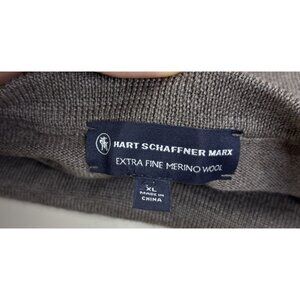 HART SCHAFFNER MARX
EXTRA FINE MERINO WOOL
XL
MADE IN
CHINA